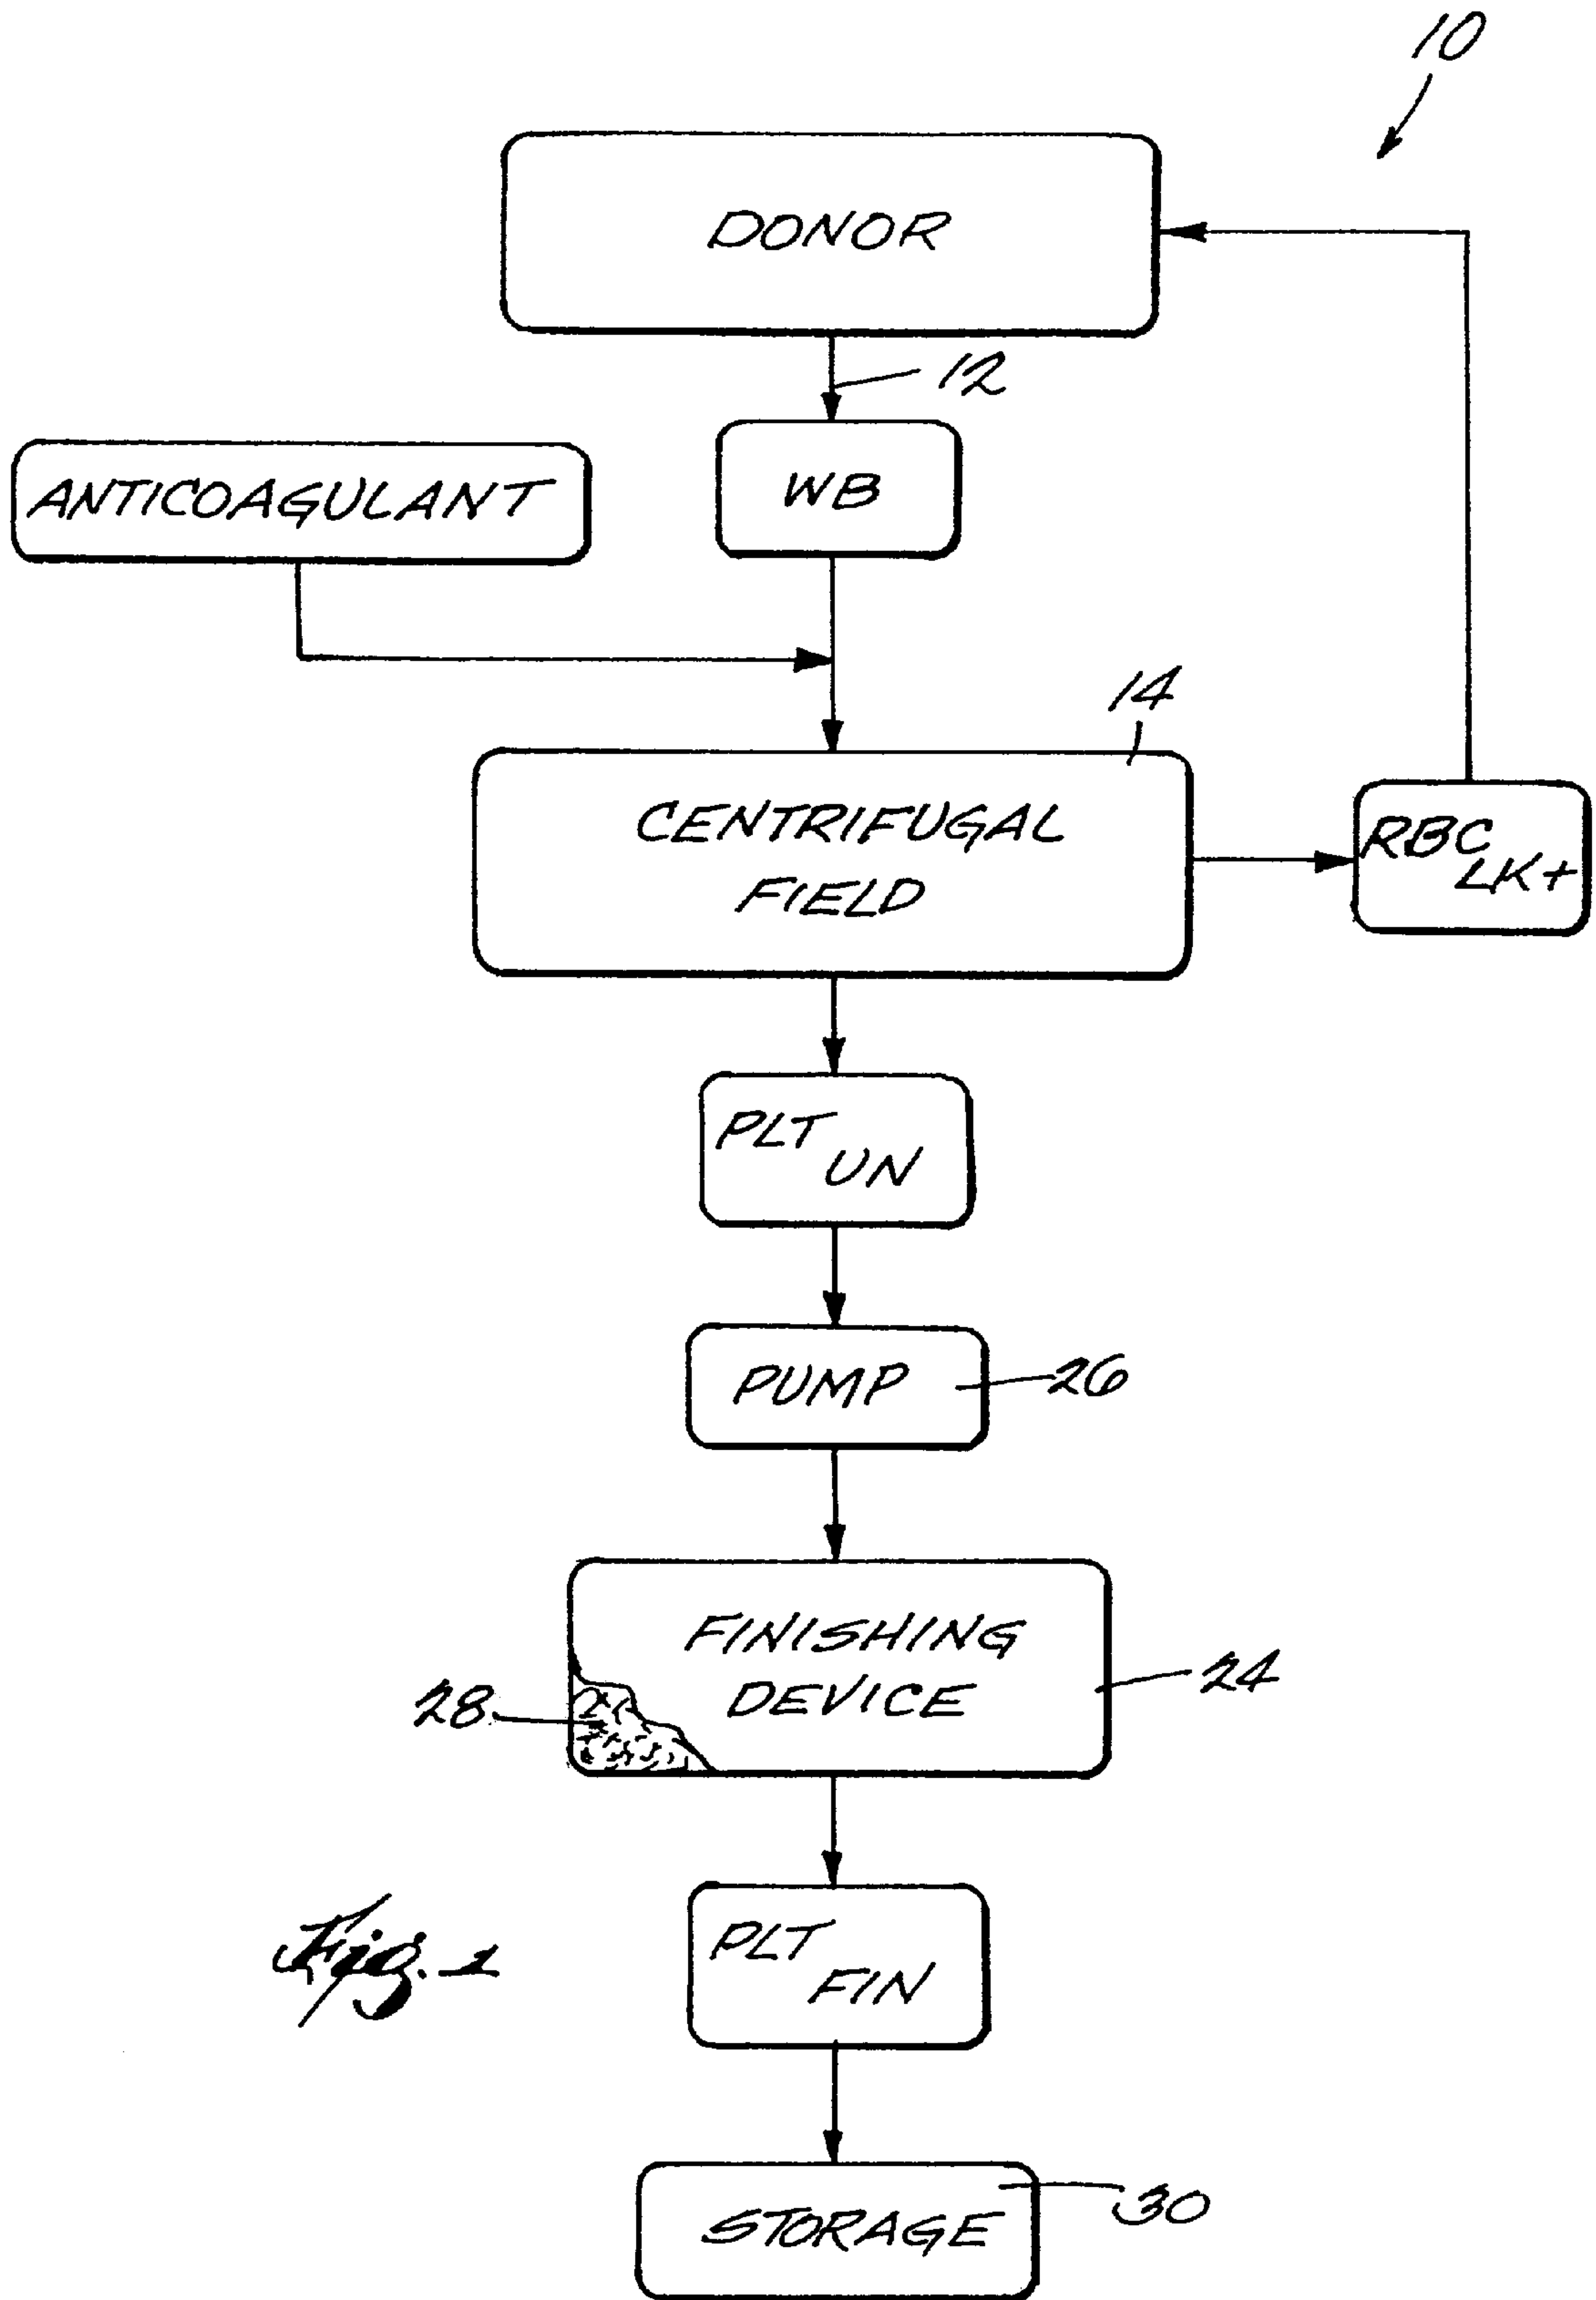 10
DONOR
12
ANTICOAGULANT
WB
14
CENTRIFUGAL
FIELD
RBC
LK+
PLT
UN
PUMP
26
FINISHING
DEVICE
24
28
PLT
FIN
Fig. 1
STORAGE
30